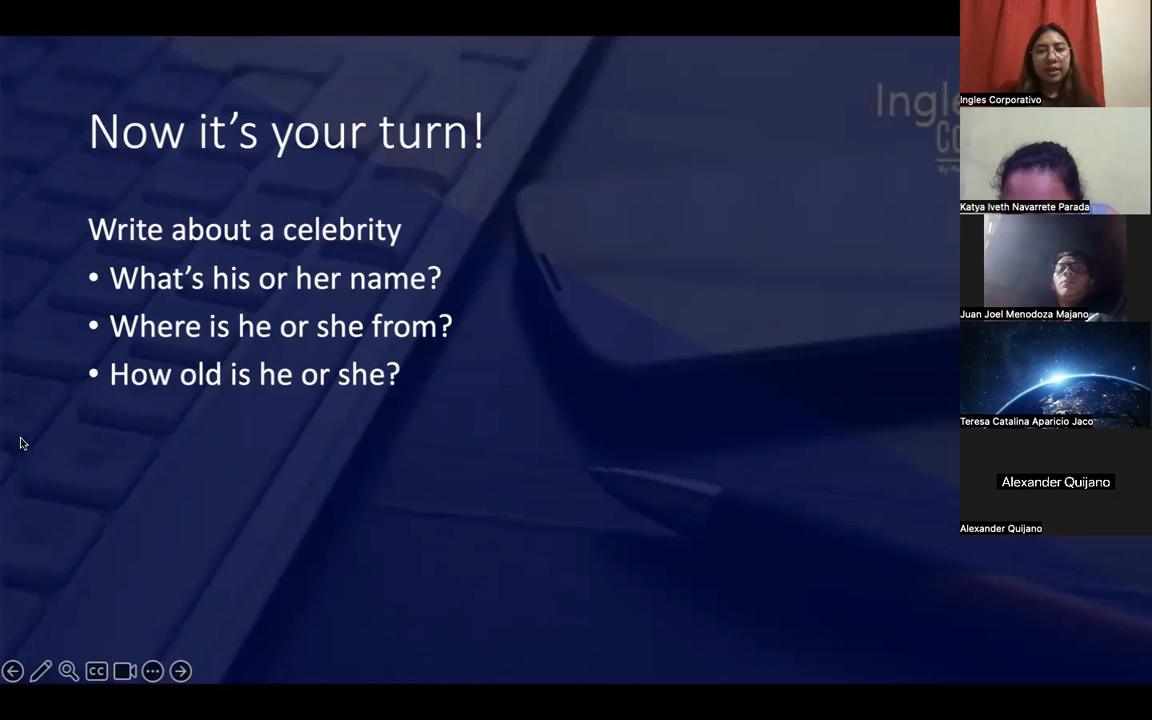 Now it's your turn!
Write about a celebrity
• What's his or her name?
• Where is he or she from?
• How old is he or she?
Ingl
CC
Ingles Corporativo
Katya Iveth Navarrete Parada
Juan Joel Menodoza Majano
Teresa Catalina Aparicio Jaco
Alexander Quijano
Alexander Quijano